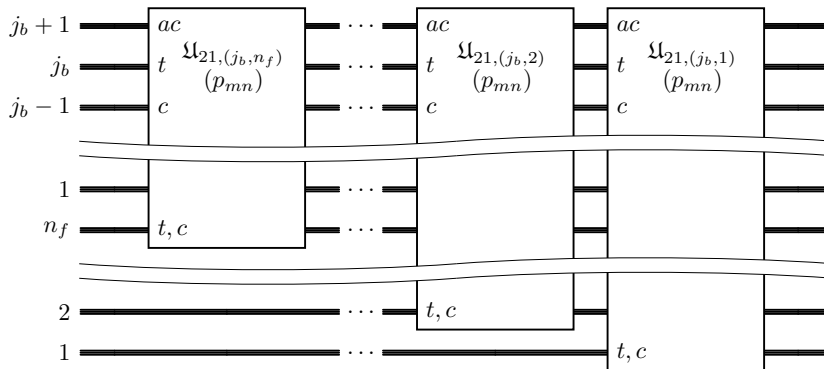 j_b + 1 ac ··· ac ac
𝔘_{21,(j_b,n_f)} 𝔘_{21,(j_b,2)} 𝔘_{21,(j_b,1)}
j_b t ··· t t
(p_{mn}) (p_{mn}) (p_{mn})
j_b − 1 c ··· c c
1 ···
n_f t, c ···
2 ··· t, c
1 ··· t, c